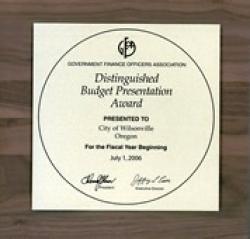 GOVERNMENT FINANCE OFFICERS ASSOCIATION
Distinguished
Budget Presentation
Award
PRESENTED TO
City of Wilsonville
Oregon
For the Fiscal Year Beginning
July 1, 2006
President
Executive Director